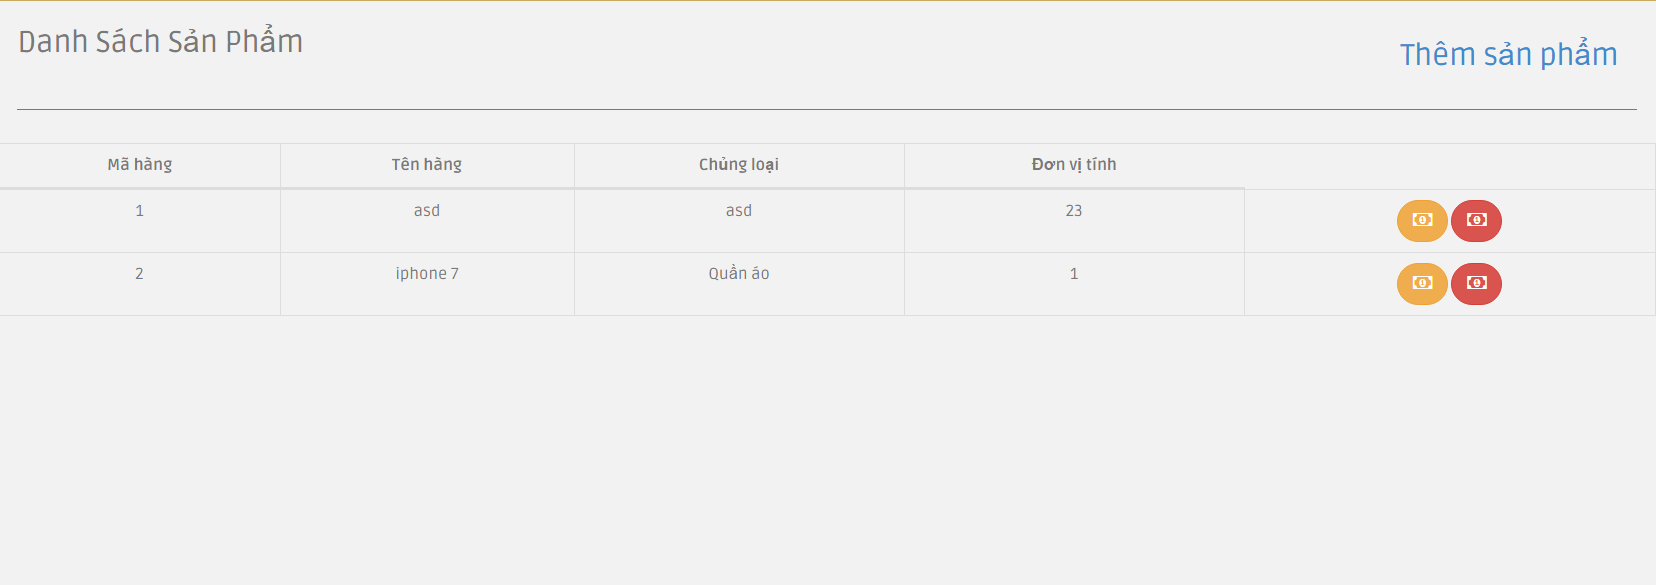 Danh Sách Sản Phẩm
Thêm sản phẩm
Mã hàng Tên hàng Chủng loại Đơn vị tính
1 asd asd 23
2 iphone 7 Quần áo 1